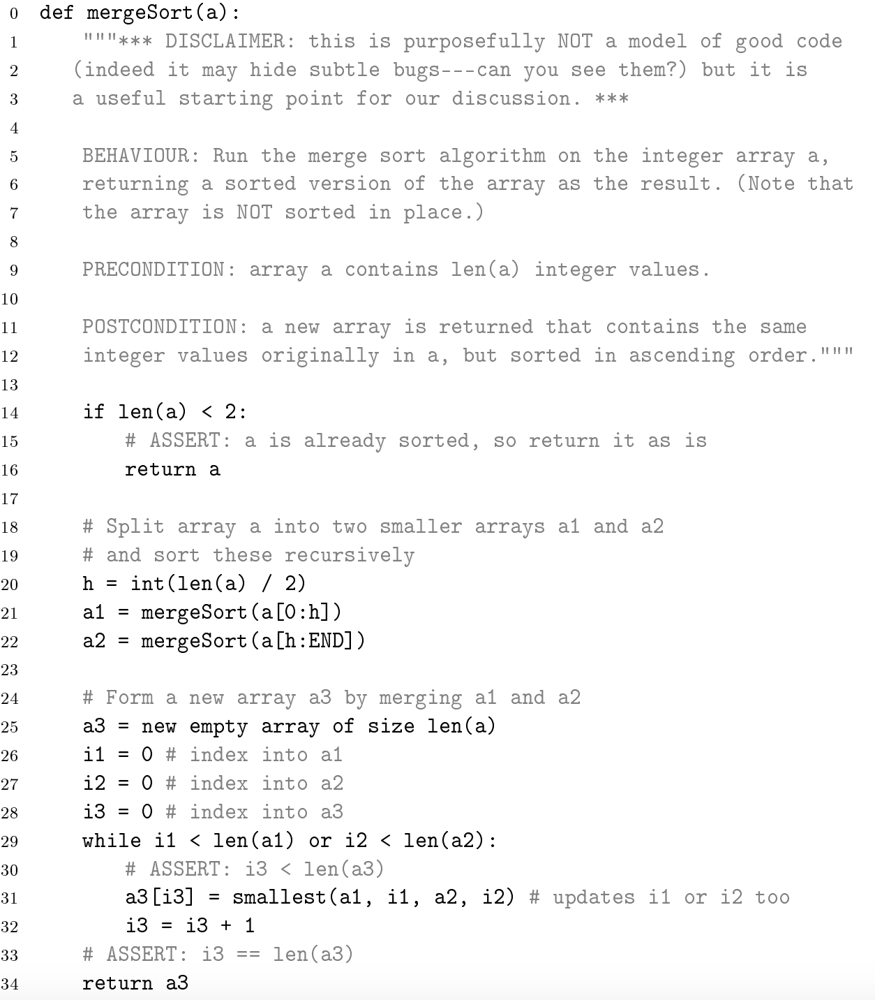 0 def mergeSort(a):
1 """*** DISCLAIMER: this is purposefully NOT a model of good code
2 (indeed it may hide subtle bugs---can you see them?) but it is
3 a useful starting point for our discussion. ***
4
5 BEHAVIOUR: Run the merge sort algorithm on the integer array a,
6 returning a sorted version of the array as the result. (Note that
7 the array is NOT sorted in place.)
8
9 PRECONDITION: array a contains len(a) integer values.
10
11 POSTCONDITION: a new array is returned that contains the same
12 integer values originally in a, but sorted in ascending order."""
13
14 if len(a) < 2:
15 # ASSERT: a is already sorted, so return it as is
16 return a
17
18 # Split array a into two smaller arrays a1 and a2
19 # and sort these recursively
20 h = int(len(a) / 2)
21 a1 = mergeSort(a[0:h])
22 a2 = mergeSort(a[h:END])
23
24 # Form a new array a3 by merging a1 and a2
25 a3 = new empty array of size len(a)
26 i1 = 0 # index into a1
27 i2 = 0 # index into a2
28 i3 = 0 # index into a3
29 while i1 < len(a1) or i2 < len(a2):
30 # ASSERT: i3 < len(a3)
31 a3[i3] = smallest(a1, i1, a2, i2) # updates i1 or i2 too
32 i3 = i3 + 1
33 # ASSERT: i3 == len(a3)
34 return a3